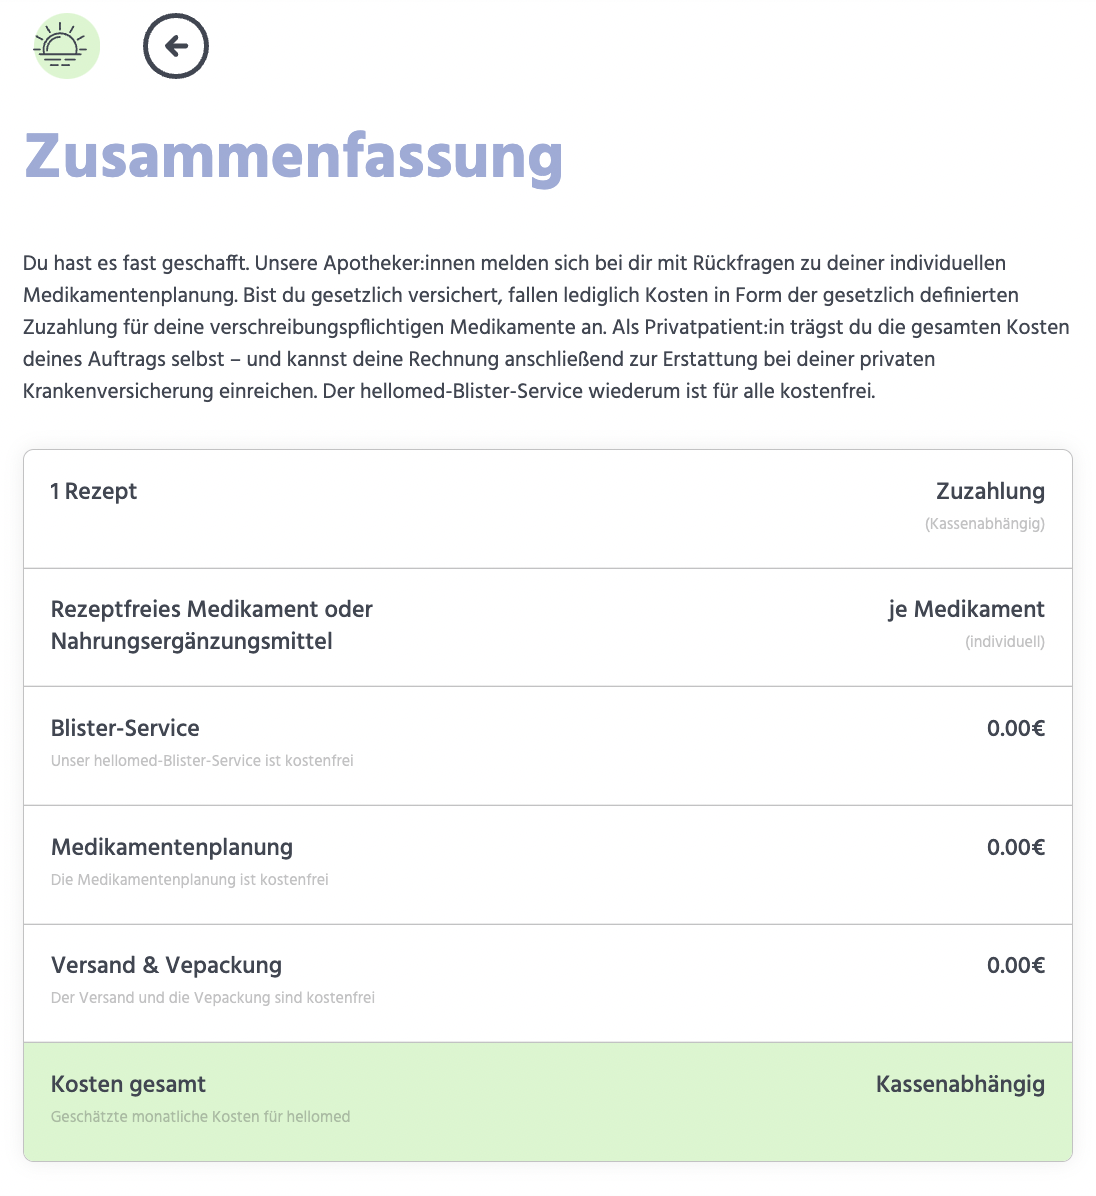 Zusammenfassung
Du hast es fast geschafft. Unsere Apotheker:innen melden sich bei dir mit Rückfragen zu deiner individuellen
Medikamentenplanung. Bist du gesetzlich versichert, fallen lediglich Kosten in Form der gesetzlich definierten
Zuzahlung für deine verschreibungspflichtigen Medikamente an. Als Privatpatient:in trägst du die gesamten Kosten
deines Auftrags selbst – und kannst deine Rechnung anschließend zur Erstattung bei deiner privaten
Krankenversicherung einreichen. Der hellomed-Blister-Service wiederum ist für alle kostenfrei.
1 Rezept
Zuzahlung
(Kassenabhängig)
Rezeptfreies Medikament oder
Nahrungsergänzungsmittel
je Medikament
(individuell)
Blister-Service
0.00€
Unser hellomed-Blister-Service ist kostenfrei
Medikamentenplanung
0.00€
Die Medikamentenplanung ist kostenfrei
Versand & Vepackung
0.00€
Der Versand und die Vepackung sind kostenfrei
Kosten gesamt
Kassenabhängig
Geschätzte monatliche Kosten für hellomed